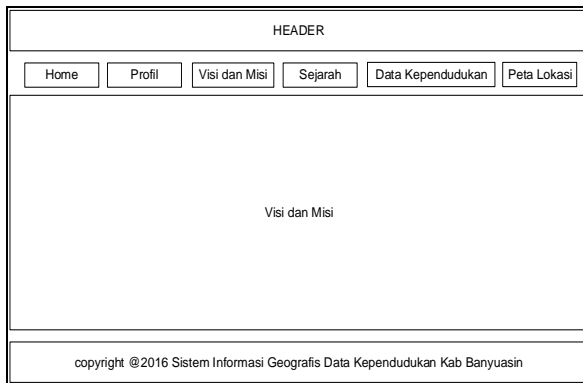 HEADER
Home Profil Visi dan Misi Sejarah Data Kependudukan Peta Lokasi
Visi dan Misi
copyright @2016 Sistem Informasi Geografis Data Kependudukan Kab Banyuasin